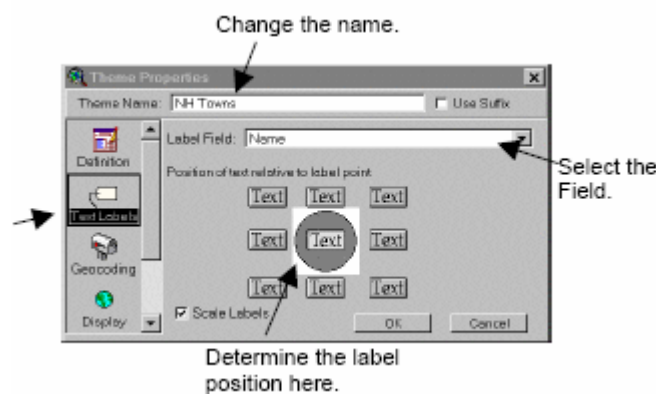 Change the name.
Theme Properties
Theme Name: NH Towns Use Suffix
Label Field: Name
Definition
Select the
Field.
Position of text relative to label point
Text Text Text
Text Labels
Text Text Text
Geocoding
Text Text Text
Scale Labels
Display
OK Cancel
Determine the label
position here.